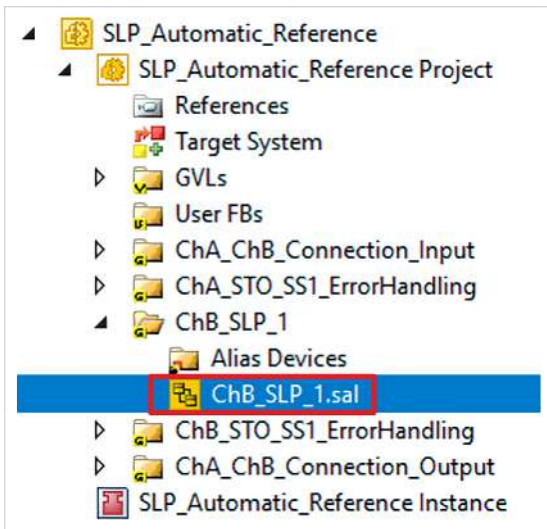 SLP_Automatic_Reference
SLP_Automatic_Reference Project
References
Target System
GVLs
User FBs
ChA_ChB_Connection_Input
ChA_STO_SS1_ErrorHandling
ChB_SLP_1
Alias Devices
ChB_SLP_1.sal
ChB_STO_SS1_ErrorHandling
ChA_ChB_Connection_Output
SLP_Automatic_Reference Instance